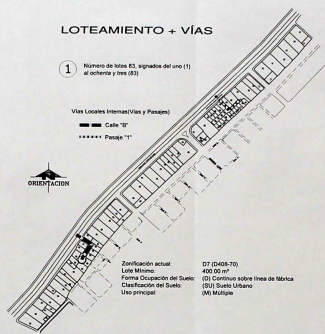 LOTEAMIENTO + VÍAS
1 Número de lotes 83, signados del uno (1)
al ochenta y tres (83)
Vías Locales Internas(Vías y Pasajes)
Calle "B"
Pasaje "1"
ORIENTACION
Zonificación actual: D7 (D408-70)
Lote Mínimo: 400.00 m²
Forma Ocupación del Suelo: (D) Continuo sobre línea de fábrica
Clasificación del Suelo: (SU) Suelo Urbano
Uso principal: (M) Múltiple